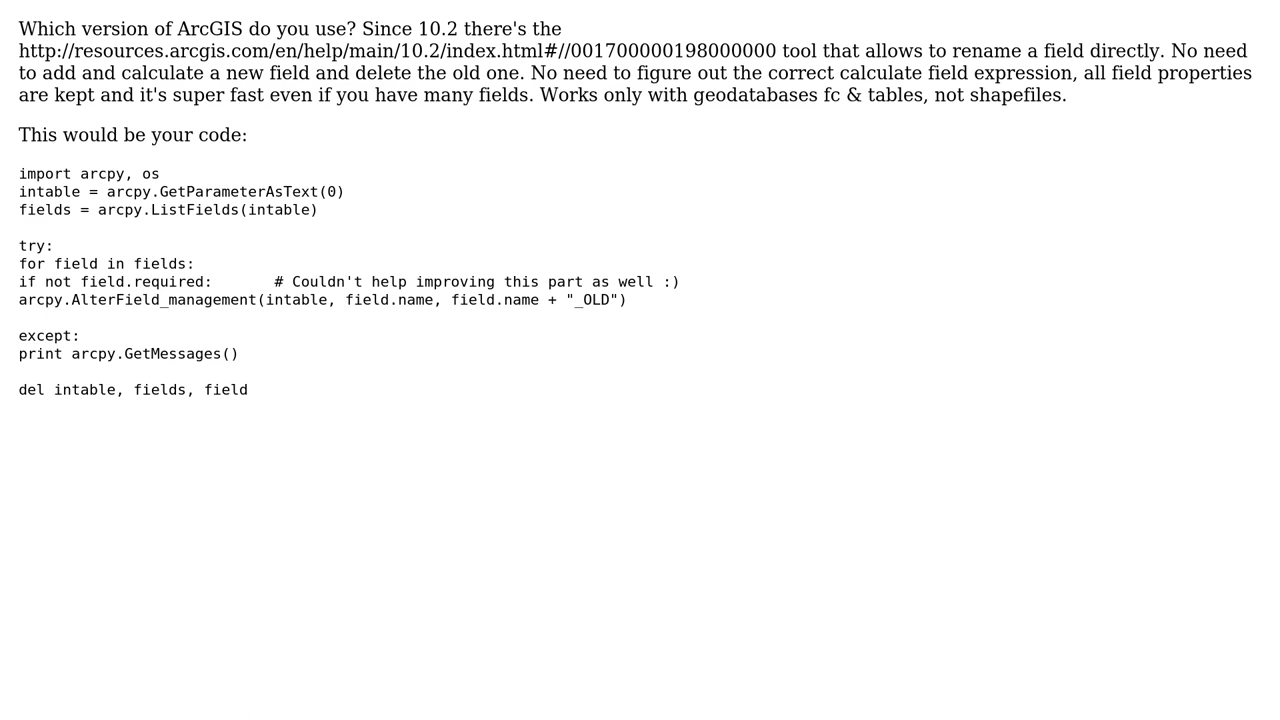 Which version of ArcGIS do you use? Since 10.2 there's the
http://resources.arcgis.com/en/help/main/10.2/index.html#//001700000198000000 tool that allows to rename a field directly. No need
to add and calculate a new field and delete the old one. No need to figure out the correct calculate field expression, all field properties
are kept and it's super fast even if you have many fields. Works only with geodatabases fc & tables, not shapefiles.
This would be your code:
import arcpy, os
intable = arcpy.GetParameterAsText(0)
fields = arcpy.ListFields(intable)
try:
for field in fields:
if not field.required:       # Couldn't help improving this part as well :)
arcpy.AlterField_management(intable, field.name, field.name + "_OLD")
except:
print arcpy.GetMessages()
del intable, fields, field